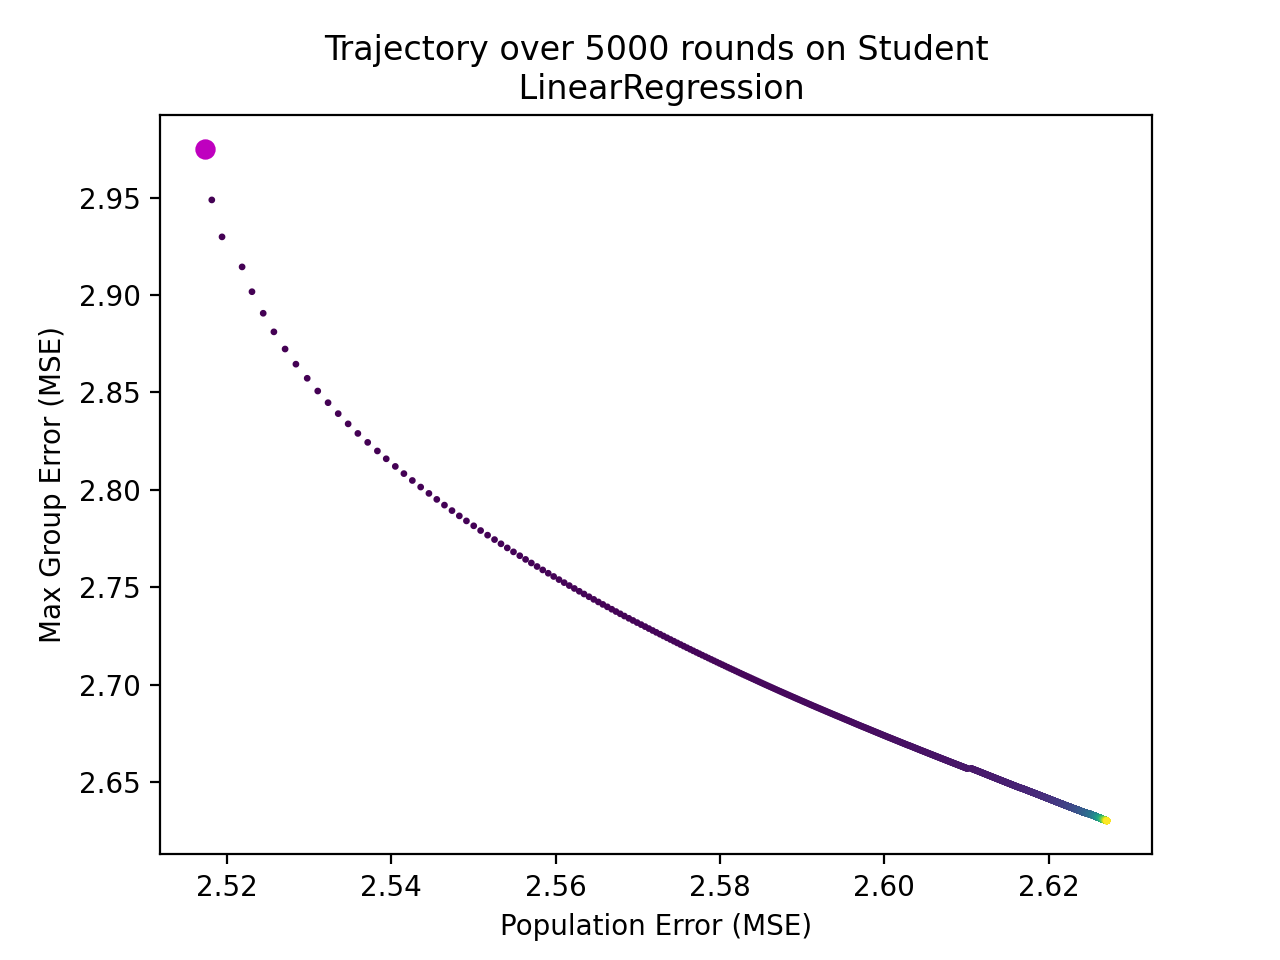 Trajectory over 5000 rounds on Student
LinearRegression
Max Group Error (MSE)
2.95
2.90
2.85
2.80
2.75
2.70
2.65
2.52 2.54 2.56 2.58 2.60 2.62
Population Error (MSE)